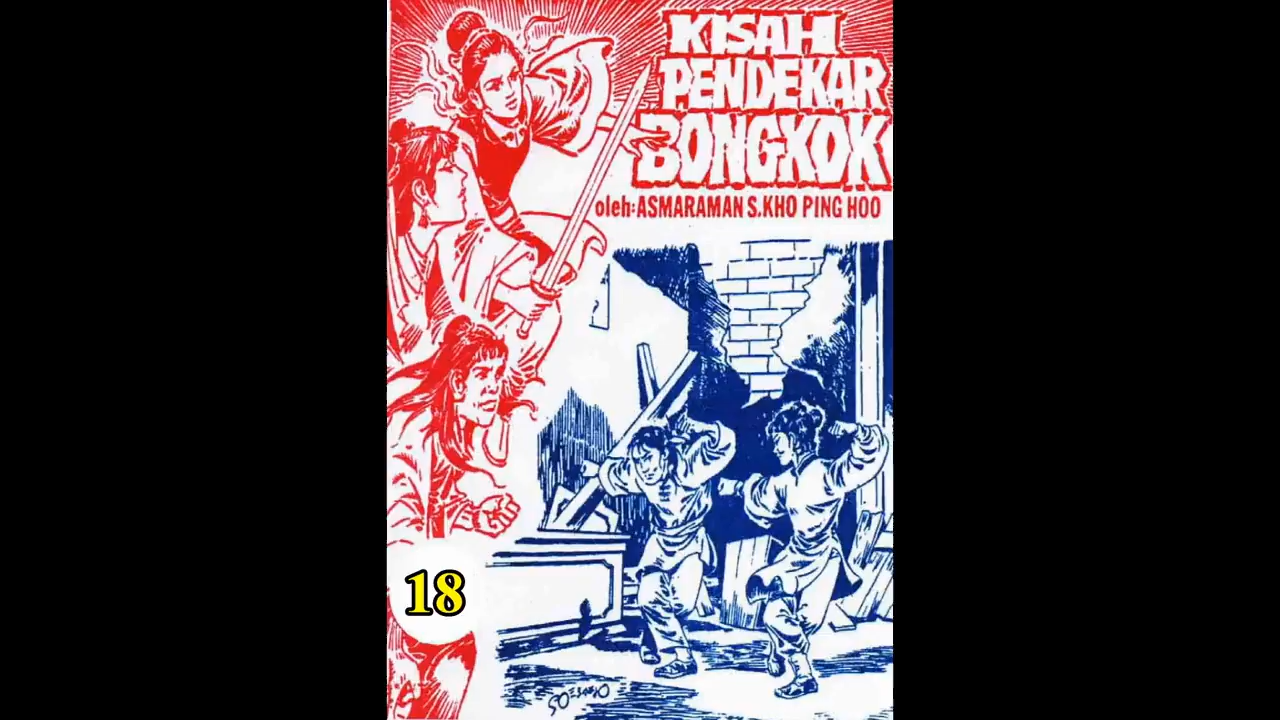 KISAH
PENDEKAR
BONGKOK
oleh: ASMARAMAN S. KHO PING HOO
18